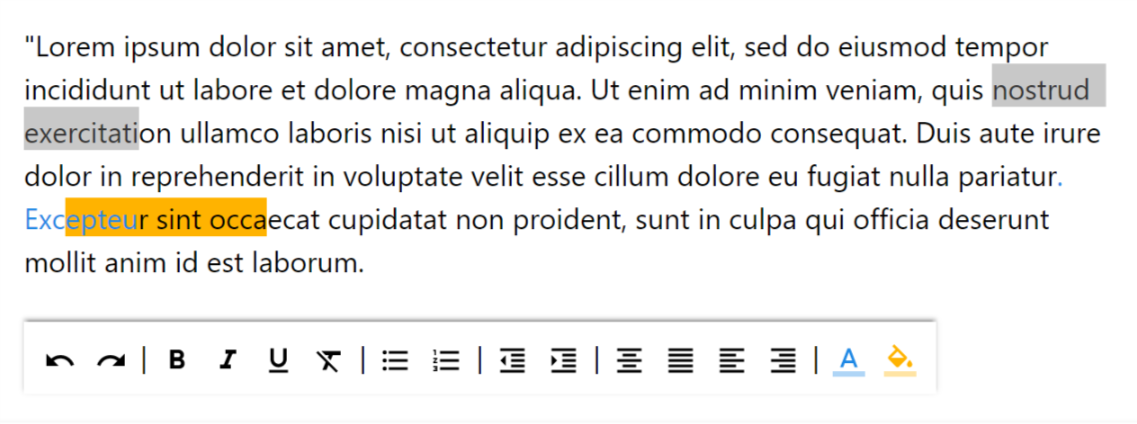 "Lorem ipsum dolor sit amet, consectetur adipiscing elit, sed do eiusmod tempor
incididunt ut labore et dolore magna aliqua. Ut enim ad minim veniam, quis nostrud
exercitation ullamco laboris nisi ut aliquip ex ea commodo consequat. Duis aute irure
dolor in reprehenderit in voluptate velit esse cillum dolore eu fugiat nulla pariatur.
Excepteur sint occaecat cupidatat non proident, sunt in culpa qui officia deserunt
mollit anim id est laborum.
| B I U | | | | A